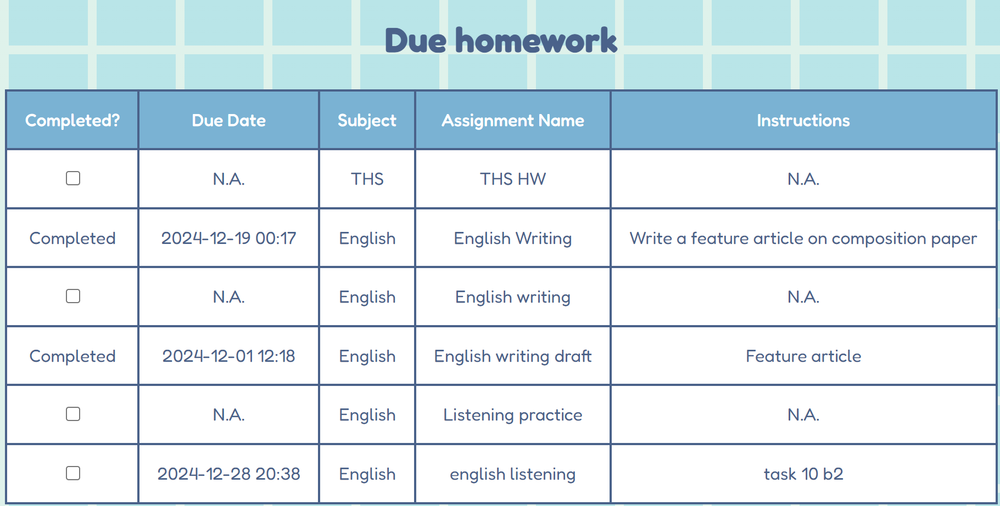 Due homework
Completed? Due Date Subject Assignment Name Instructions
N.A. THS THS HW N.A.
Completed 2024-12-19 00:17 English English Writing Write a feature article on composition paper
N.A. English English writing N.A.
Completed 2024-12-01 12:18 English English writing draft Feature article
N.A. English Listening practice N.A.
2024-12-28 20:38 English english listening task 10 b2